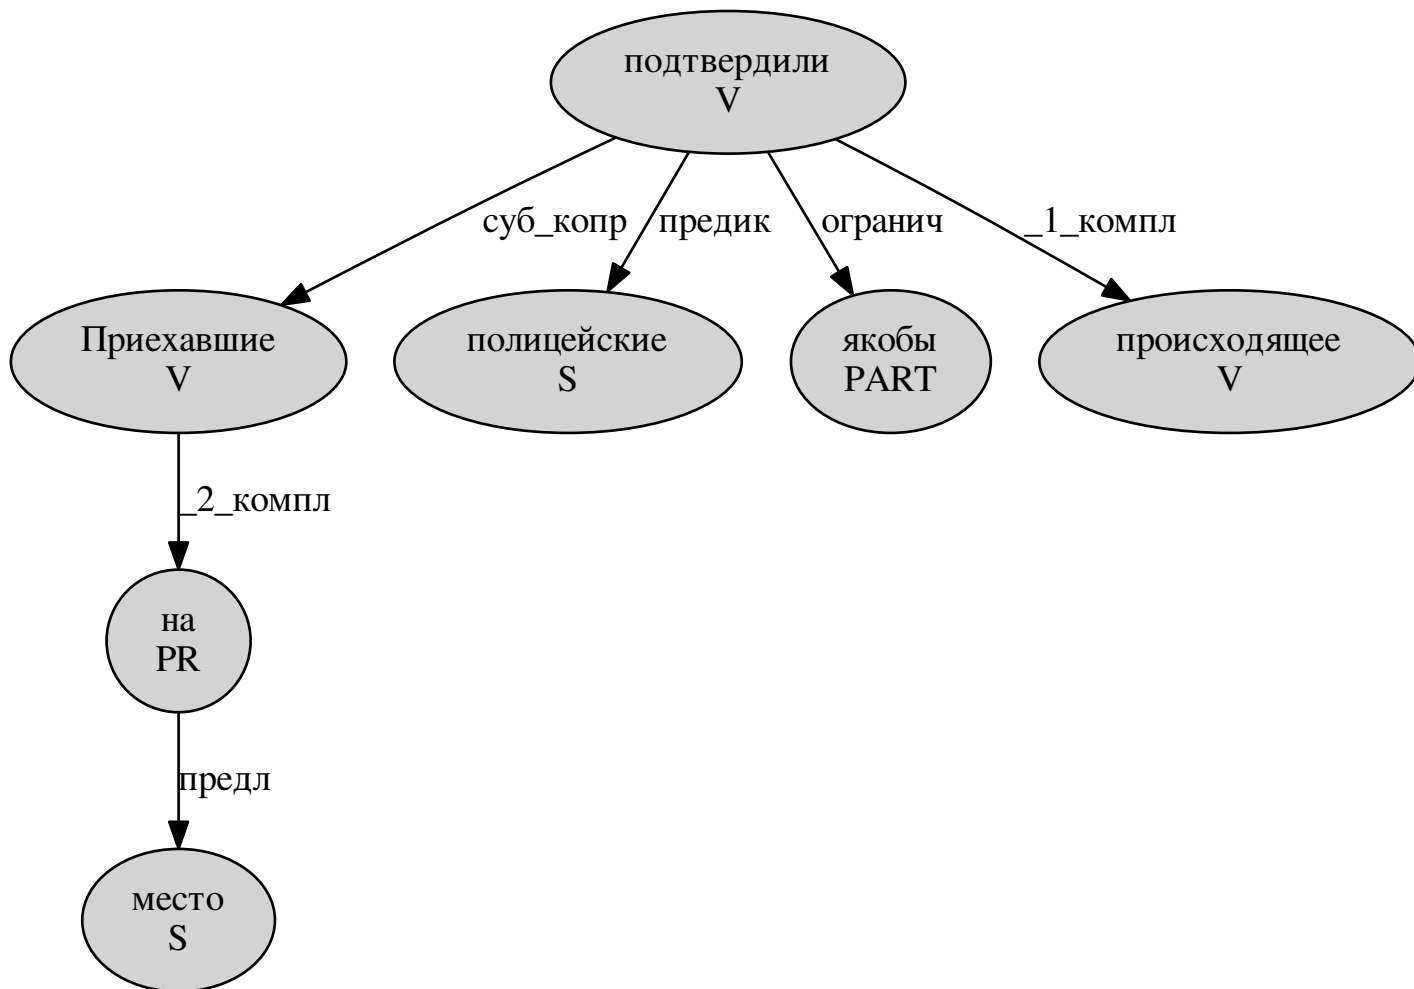 подтвердили
V
суб_копр
предик
огранич
_1_компл
Приехавшие
V
полицейские
S
якобы
PART
происходящее
V
_2_компл
на
PR
предл
место
S